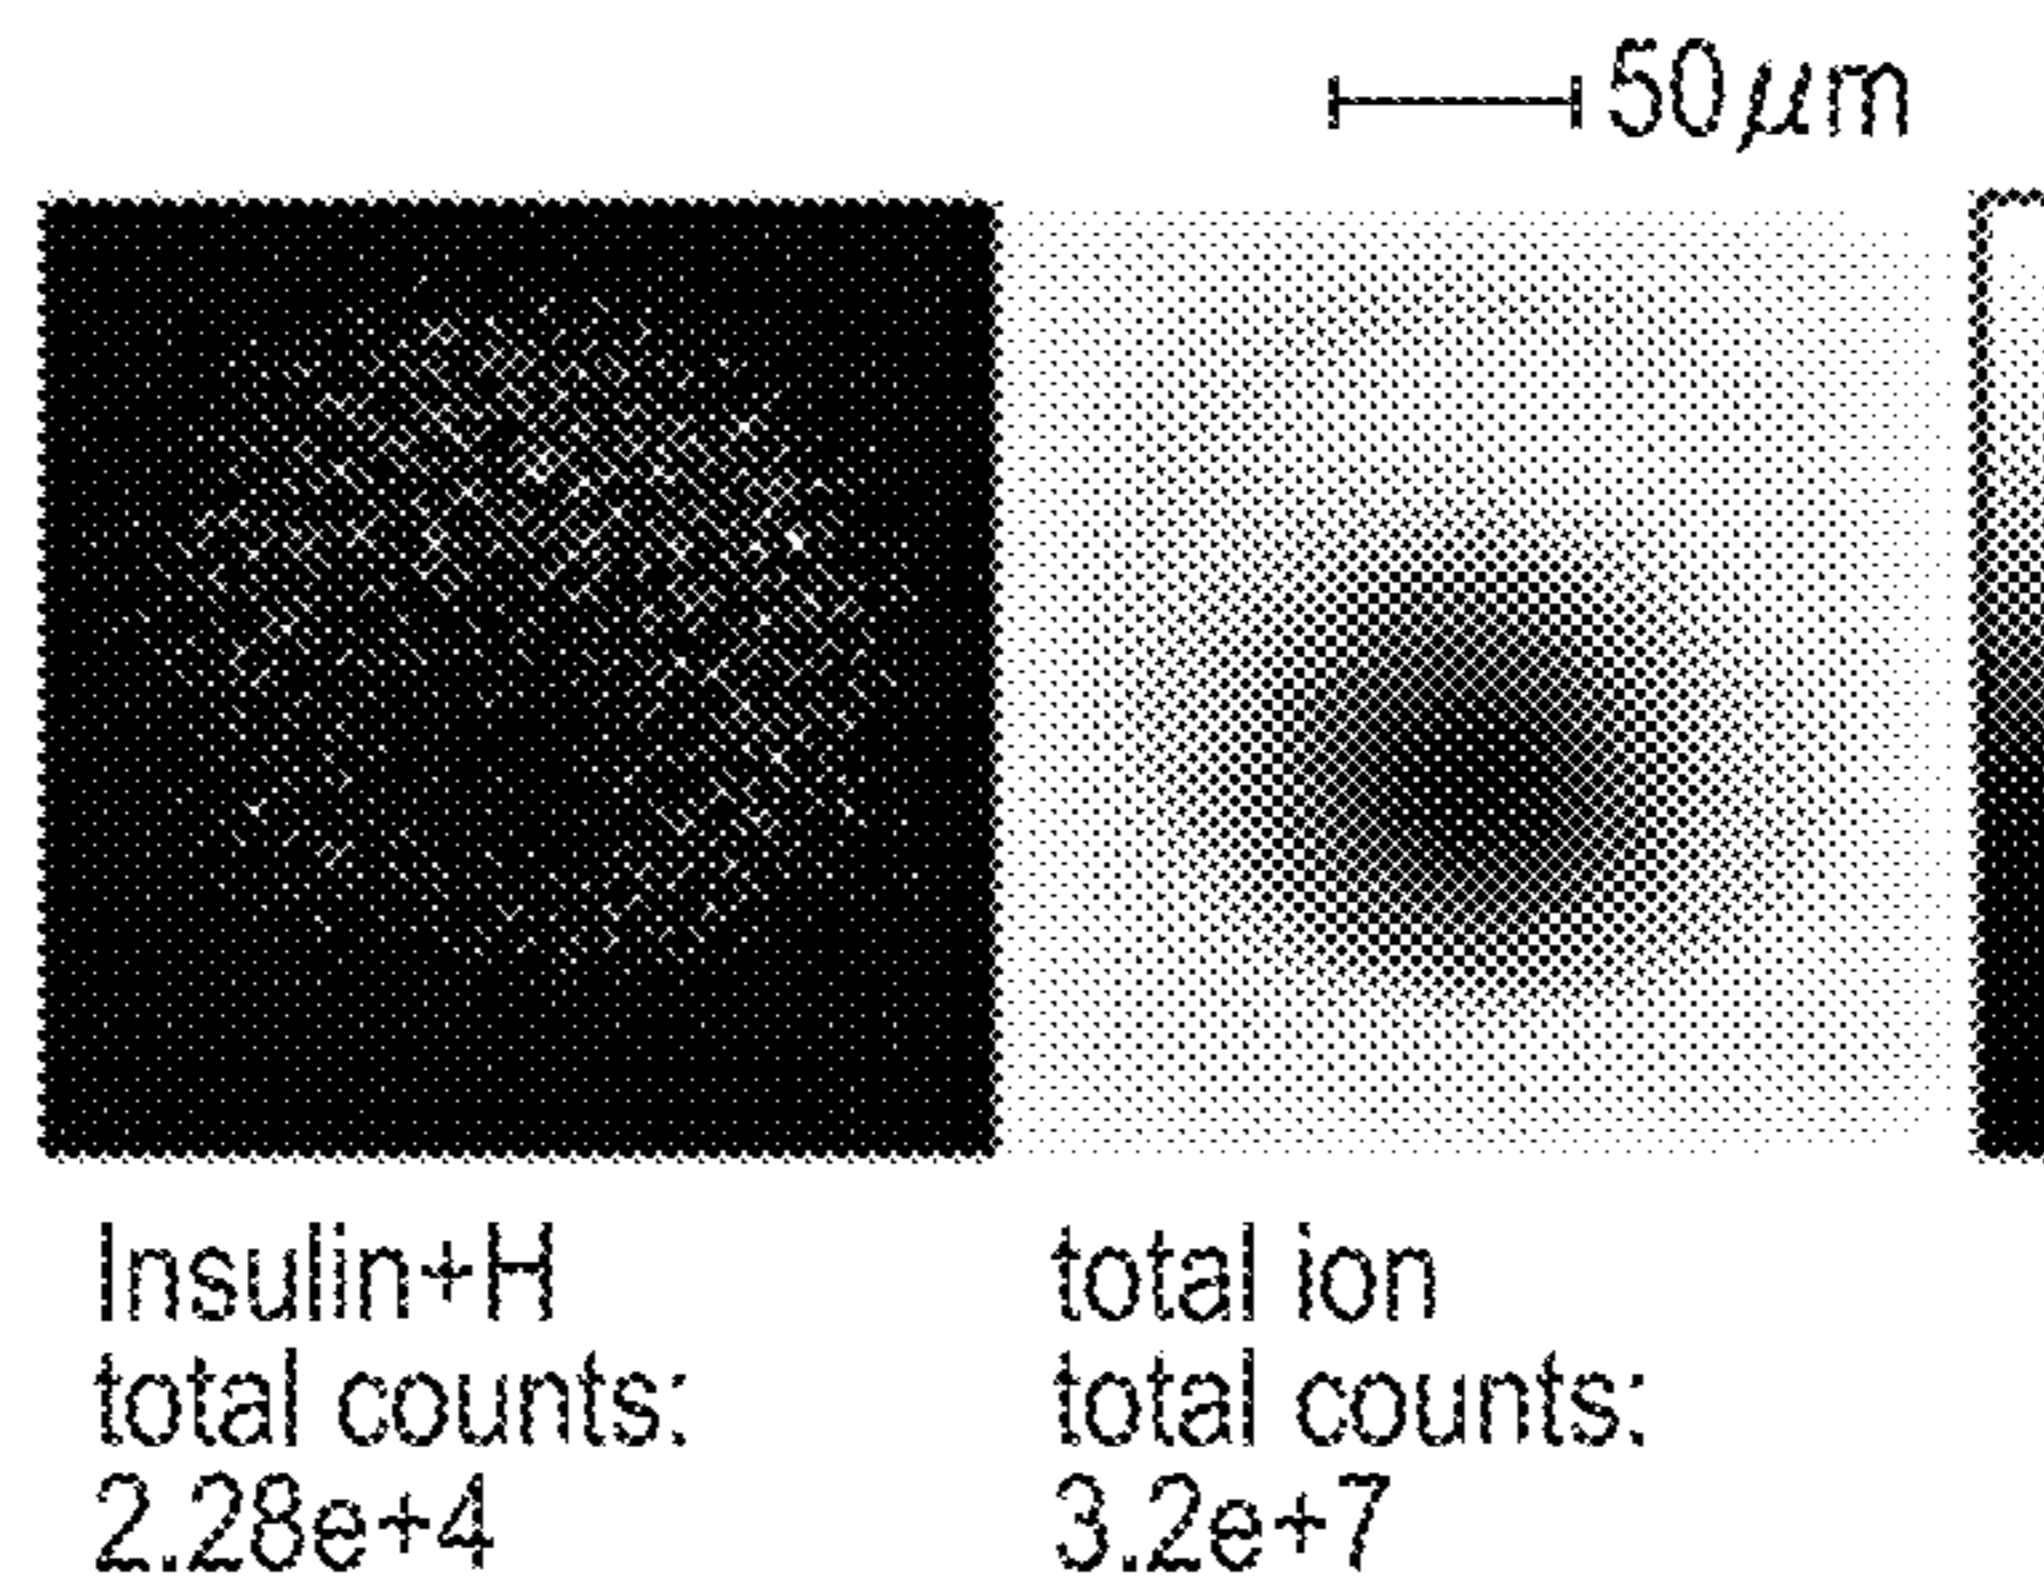 50μm
Insulin+H
total counts:
2.28e+4
total ion
total counts:
3.2e+7